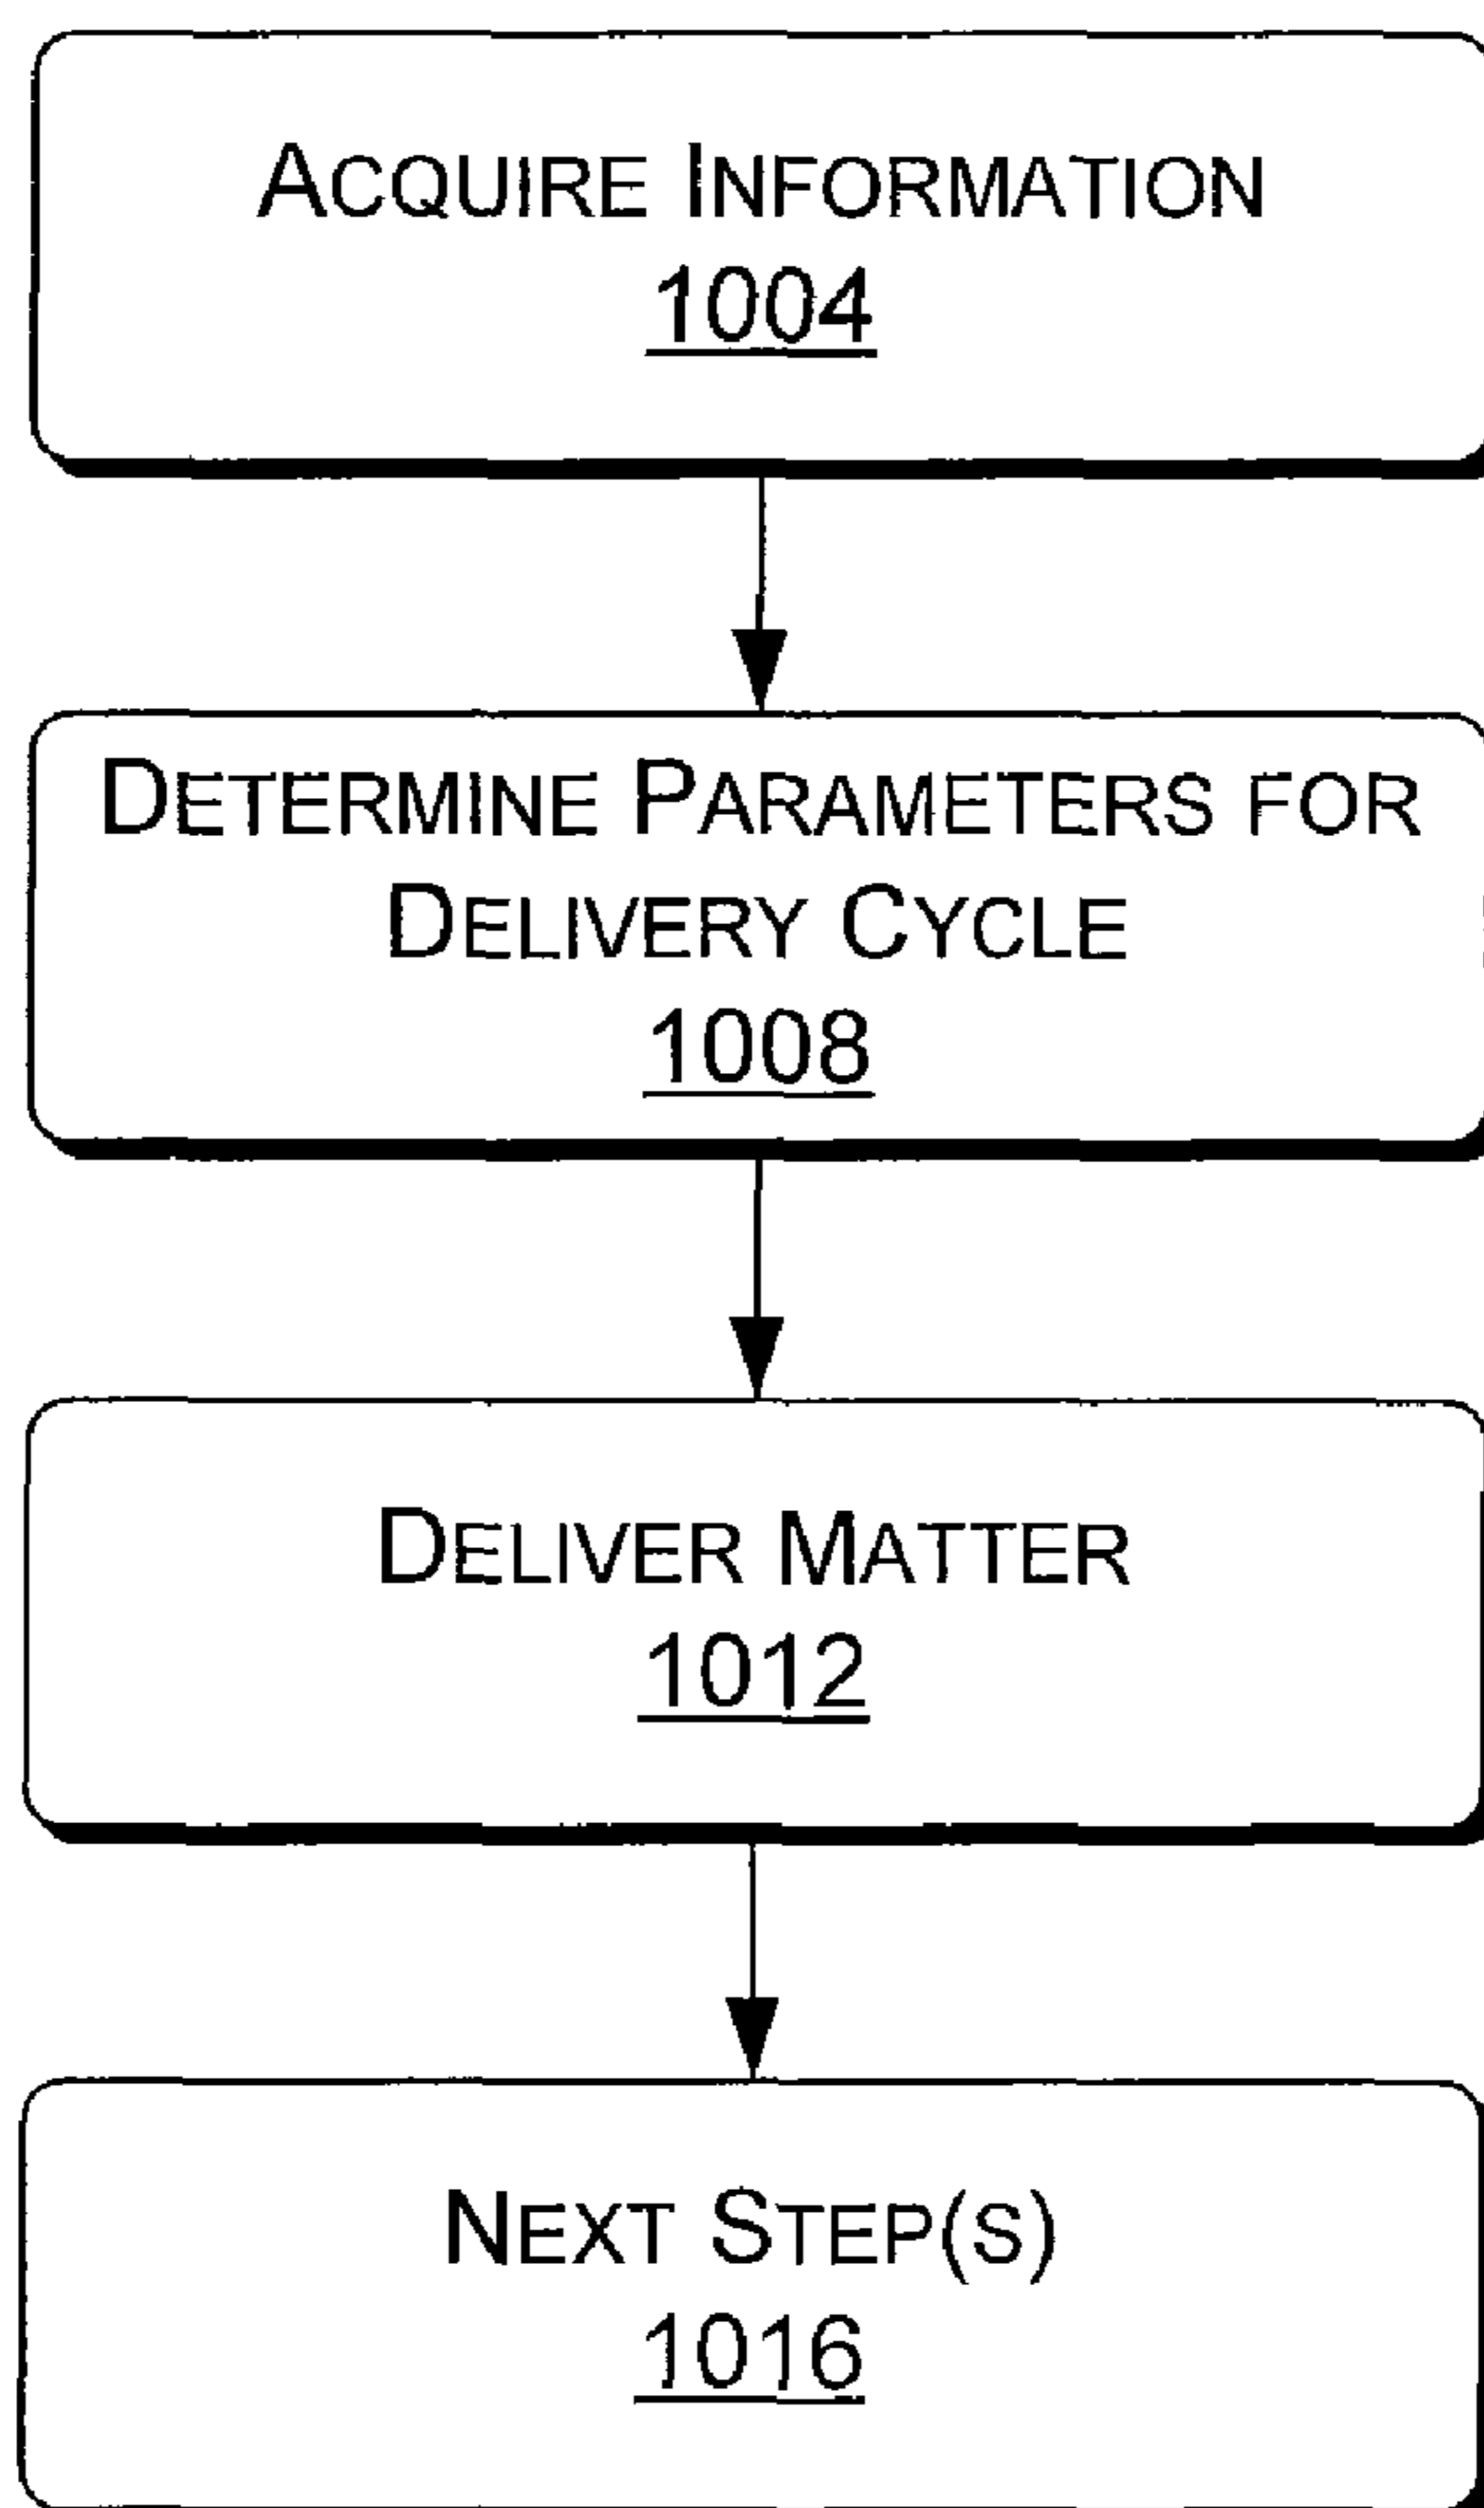 ACQUIRE INFORMATION
1004
DETERMINE PARAMETERS FOR
DELIVERY CYCLE
1008
DELIVER MATTER
1012
NEXT STEP(S)
1016